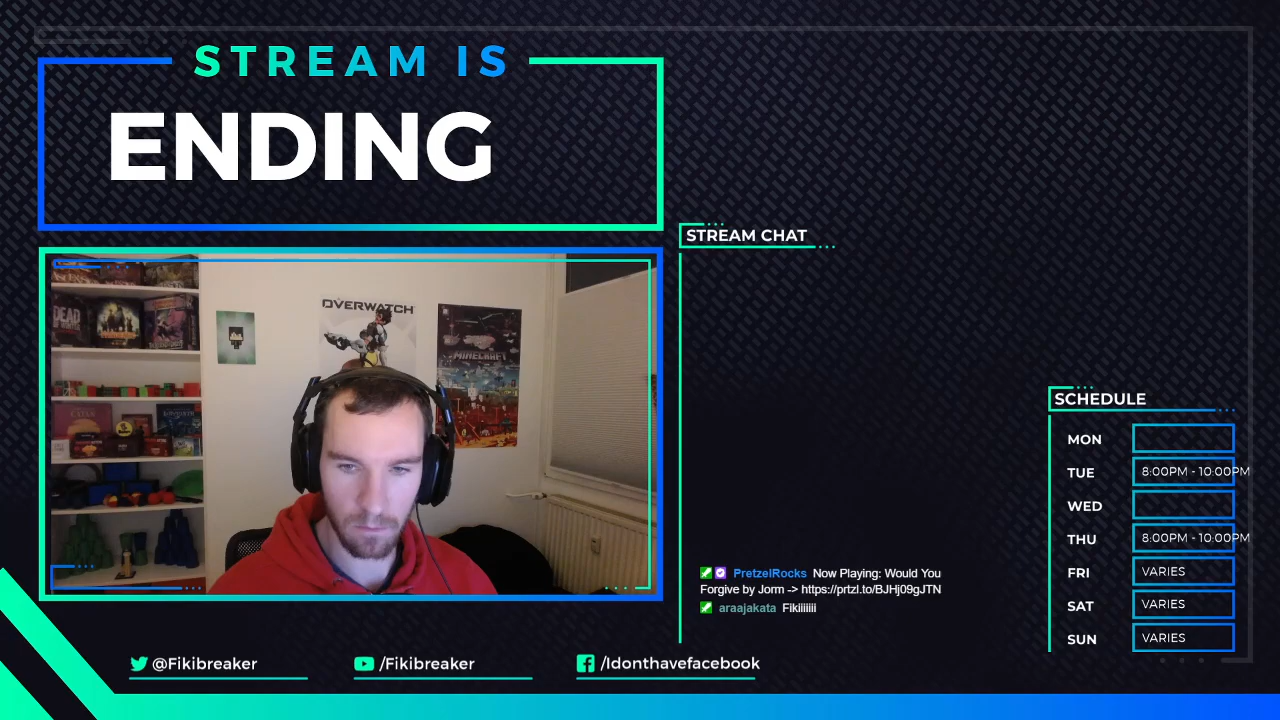 STREAM IS
ENDING
OVERWATCH
MINECRAFT
DEAD
STREAM CHAT
PretzelRocks Now Playing: Would You
Forgive by Jorm -> https://prtzl.to/BJHj09gJTN
araajakata Fikiiiiiii
SCHEDULE
MON
TUE 8:00PM - 10:00PM
WED
THU 8:00PM - 10:00PM
FRI VARIES
SAT VARIES
SUN VARIES
@Fikibreaker
/Fikibreaker
/Idonthavefacebook